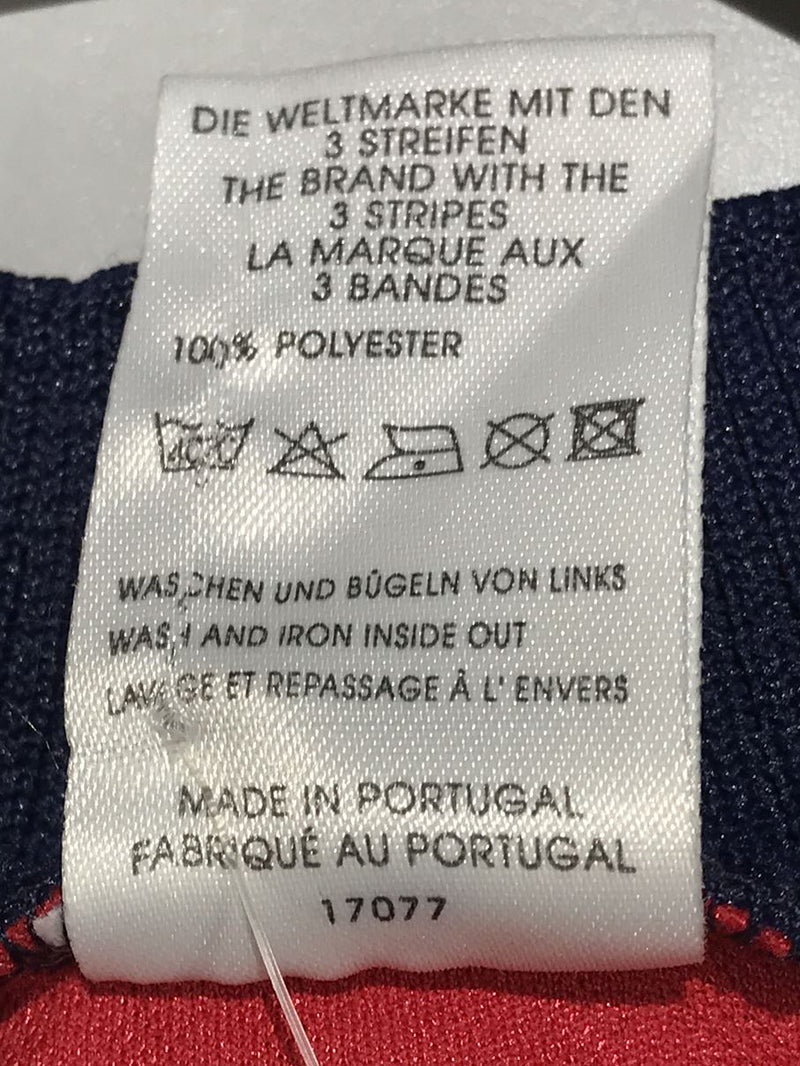 DIE WELTMARKE MIT DEN
3 STREIFEN
THE BRAND WITH THE
3 STRIPES
LA MARQUE AUX
3 BANDES
100% POLYESTER
40°C
WASCHEN UND BÜGELN VON LINKS
WASH AND IRON INSIDE OUT
LAVAGE ET REPASSAGE À L' ENVERS
MADE IN PORTUGAL
FABRIQUÉ AU PORTUGAL
17077